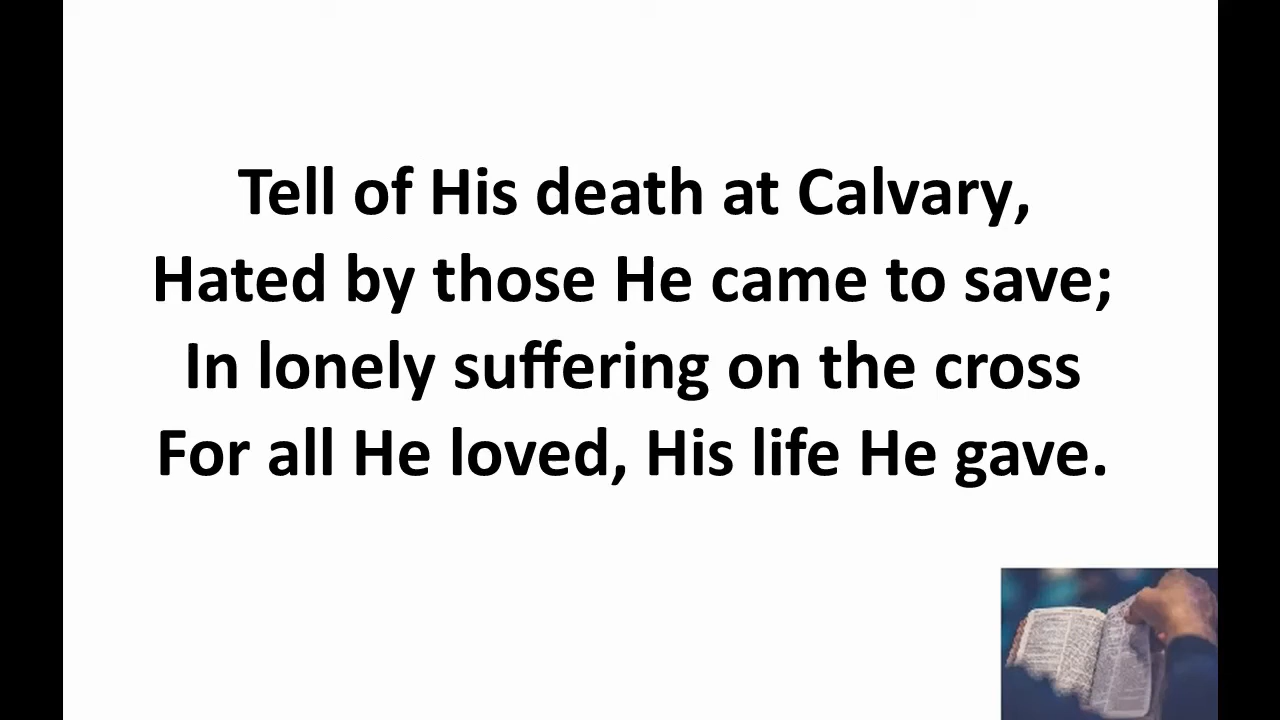 Tell of His death at Calvary,
Hated by those He came to save;
In lonely suffering on the cross
For all He loved, His life He gave.